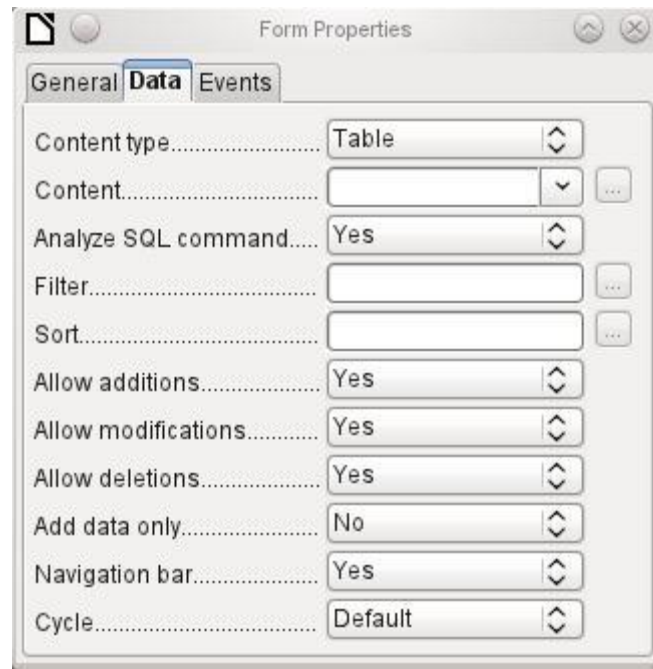 Form Properties
General Data Events
Content type....................... Table
Content.............................. ...
Analyze SQL command..... Yes
Filter................................... ...
Sort.................................... ...
Allow additions.................. Yes
Allow modifications............ Yes
Allow deletions................... Yes
Add data only..................... No
Navigation bar.................... Yes
Cycle.................................. Default